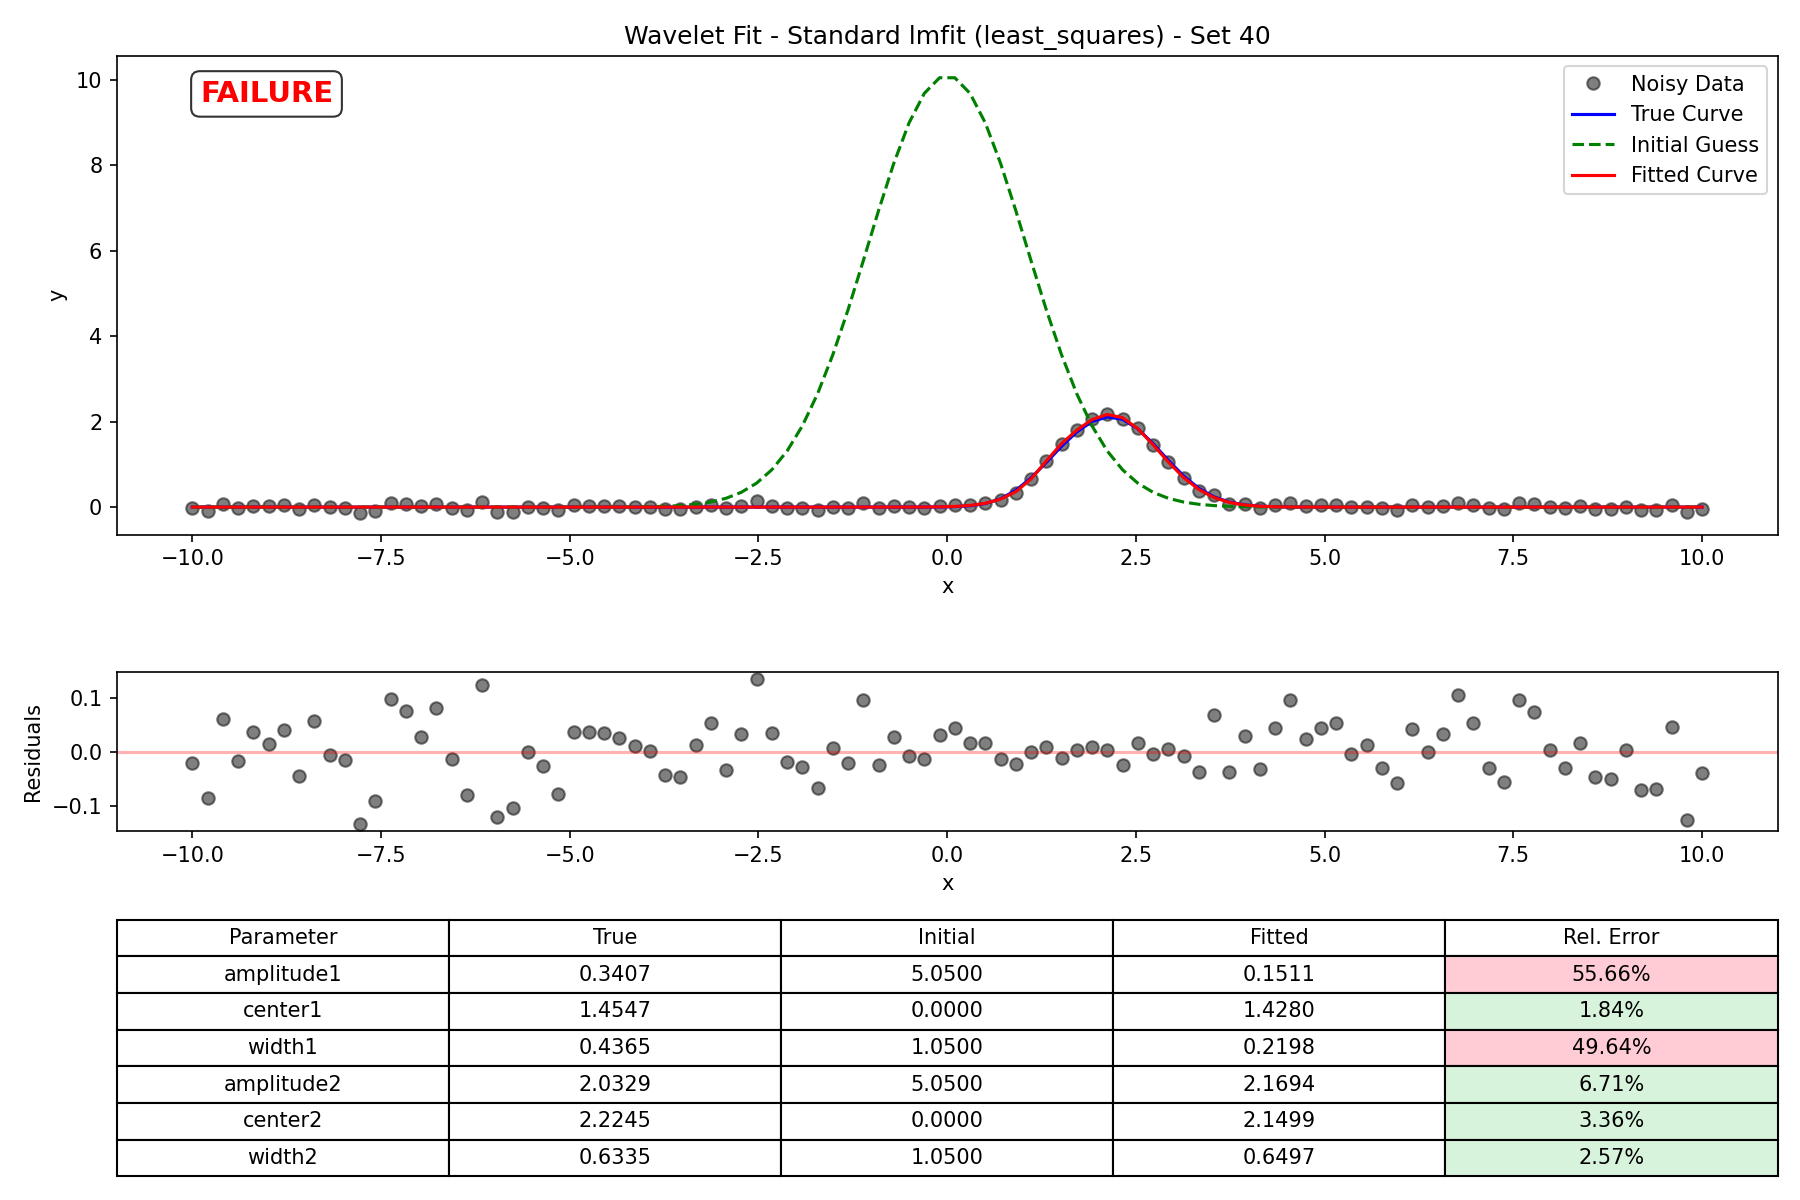 Wavelet Fit - Standard lmfit (least_squares) - Set 40
FAILURE
Noisy Data
True Curve
Initial Guess
Fitted Curve
10
8
6
4
2
0
y
−10.0 −7.5 −5.0 −2.5 0.0 2.5 5.0 7.5 10.0
x
0.1
0.0
−0.1
Residuals
−10.0 −7.5 −5.0 −2.5 0.0 2.5 5.0 7.5 10.0
x
Parameter True Initial Fitted Rel. Error
amplitude1 0.3407 5.0500 0.1511 55.66%
center1 1.4547 0.0000 1.4280 1.84%
width1 0.4365 1.0500 0.2198 49.64%
amplitude2 2.0329 5.0500 2.1694 6.71%
center2 2.2245 0.0000 2.1499 3.36%
width2 0.6335 1.0500 0.6497 2.57%